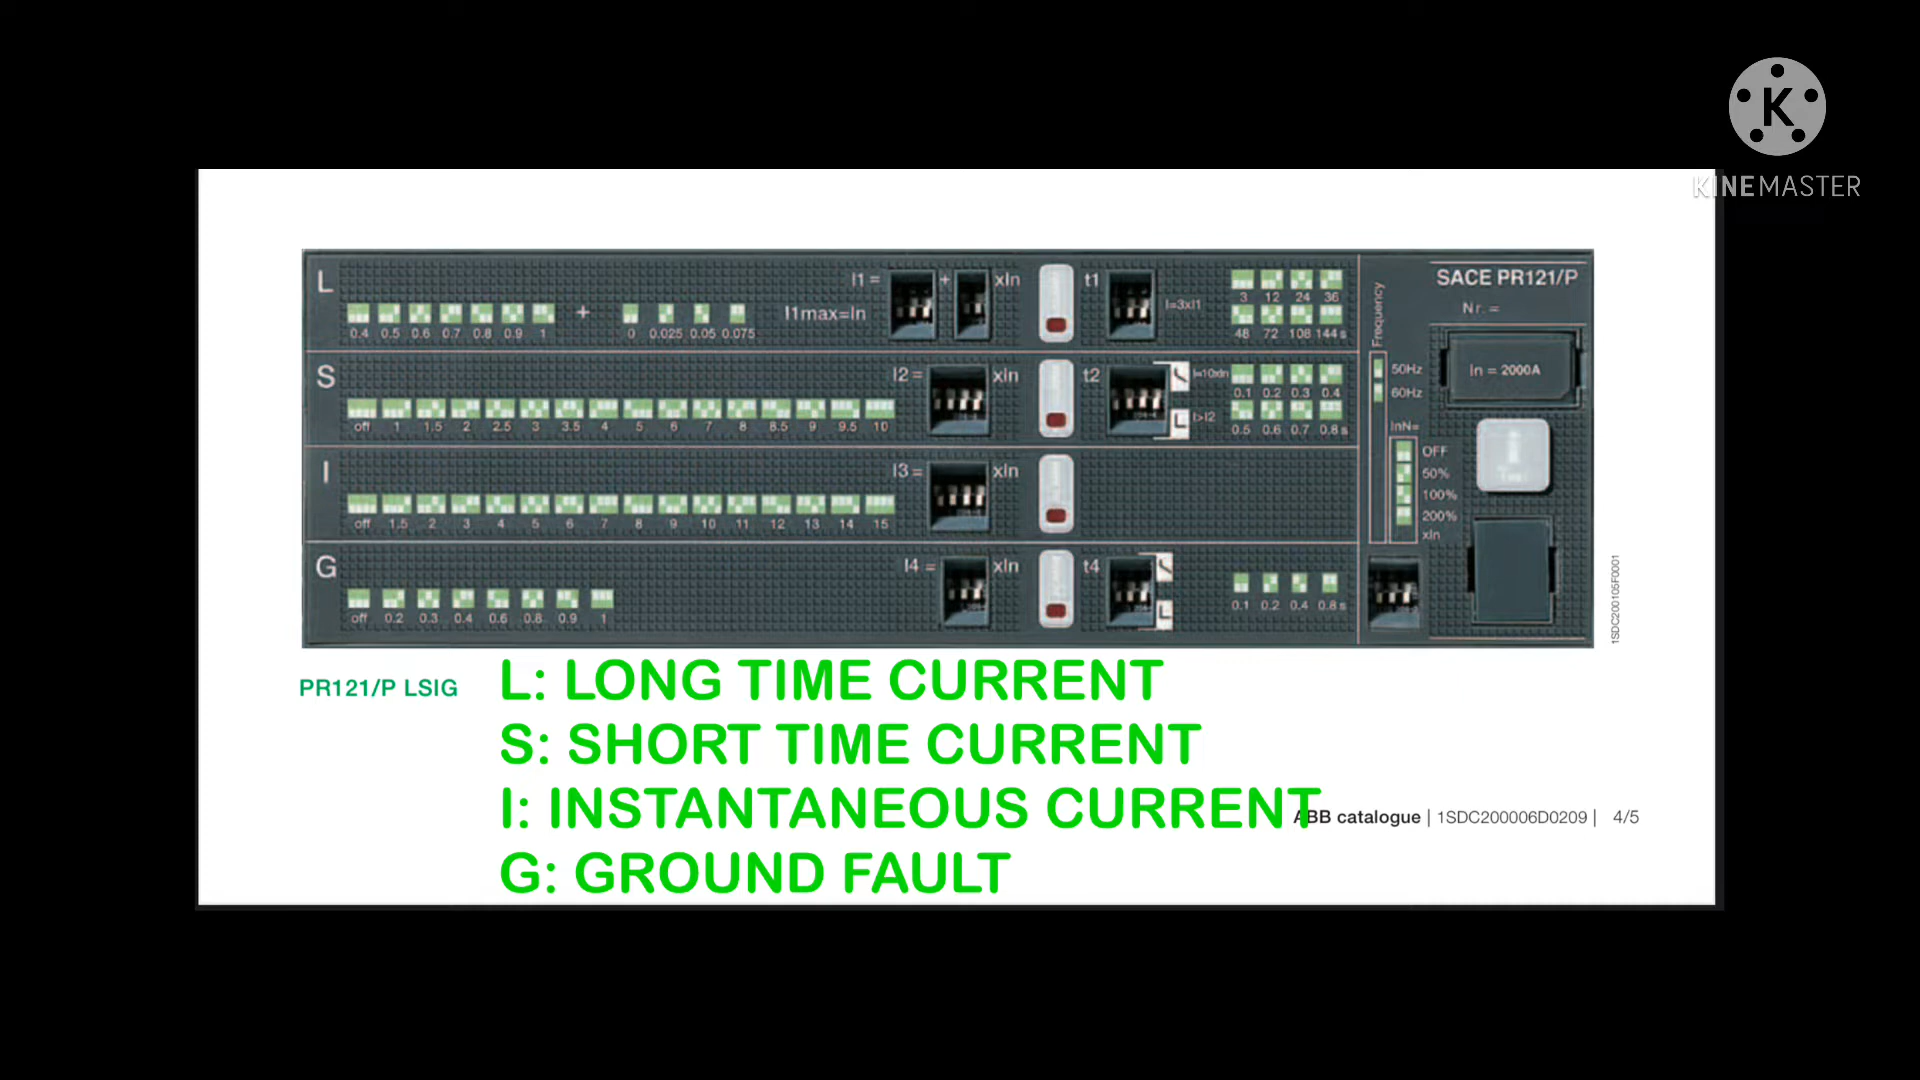 K
KINEMASTER
L I1 = + xIn t1 3 12 24 36
I1max=In I=3xI1
0.4 0.5 0.6 0.7 0.8 0.9 1 + 0 0.025 0.05 0.075 48 72 108 144 s
S I2 = xIn t2 I=10xIn 0.1 0.2 0.3 0.4
I>I2
off 1 1.5 2 2.5 3 3.5 4 5 6 7 8 8.5 9 9.5 10 0.5 0.6 0.7 0.8 s
I I3 = xIn
off 1.5 2 3 4 5 6 7 8 9 10 11 12 13 14 15
G I4 = xIn t4
off 0.2 0.3 0.4 0.6 0.8 0.9 1 0.1 0.2 0.4 0.8 s
Frequency
50Hz
60Hz
InN=
OFF
50%
100%
200%
xIn
SACE PR121/P
Nr. =
In = 2000A
Test
1SDC200105F0001
PR121/P LSIG
L: LONG TIME CURRENT
S: SHORT TIME CURRENT
I: INSTANTANEOUS CURRENT
G: GROUND FAULT
ABB catalogue | 1SDC200006D0209 | 4/5